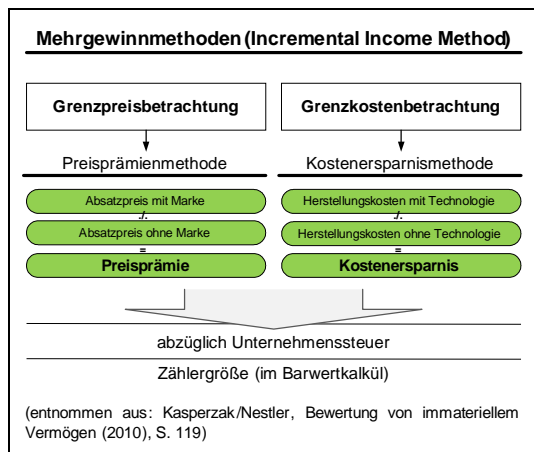 Mehrgewinnmethoden (Incremental Income Method)
Grenzpreisbetrachtung
Preisprämienmethode
Absatzpreis mit Marke
./.
Absatzpreis ohne Marke
=
Preisprämie
Grenzkostenbetrachtung
Kostenersparnismethode
Herstellungskosten mit Technologie
./.
Herstellungskosten ohne Technologie
=
Kostenersparnis
abzüglich Unternehmenssteuer
Zählergröße (im Barwertkalkül)
(entnommen aus: Kasperzak/Nestler, Bewertung von immateriellem
Vermögen (2010), S. 119)